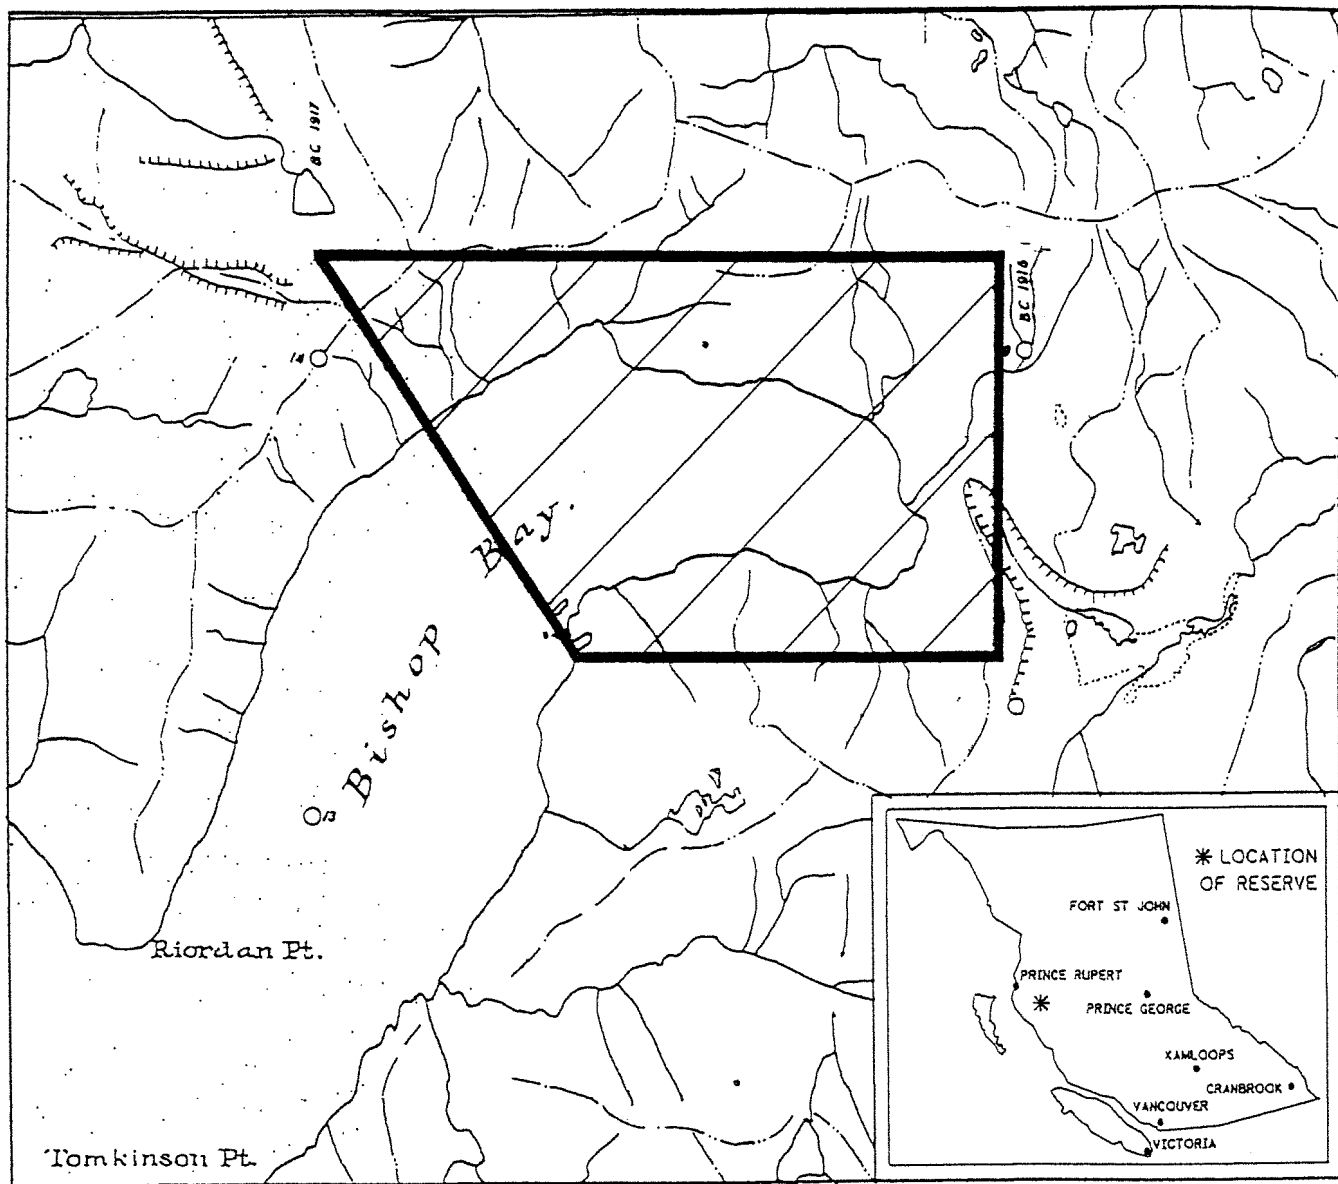 BC 1917
BC 1916
14
Bishop Bay.
13
Riordan Pt.
Tomkinson Pt.
* LOCATION
OF RESERVE
FORT ST JOHN
PRINCE RUPERT
PRINCE GEORGE
KAMLOOPS
CRANBROOK
VANCOUVER
VICTORIA